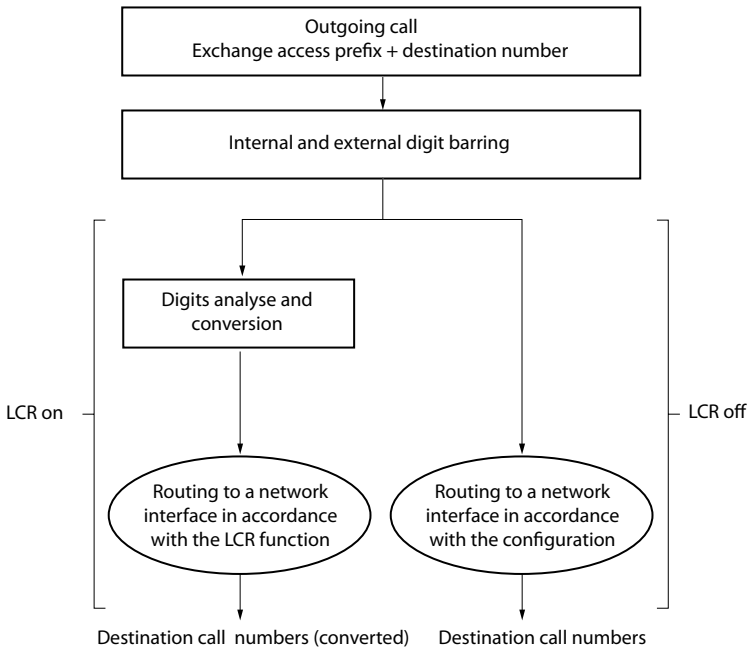 Outgoing call
Exchange access prefix + destination number
Internal and external digit barring
Digits analyse and
conversion
LCR on
LCR off
Routing to a network
interface in accordance
with the LCR function
Routing to a network
interface in accordance
with the configuration
Destination call numbers (converted)
Destination call numbers